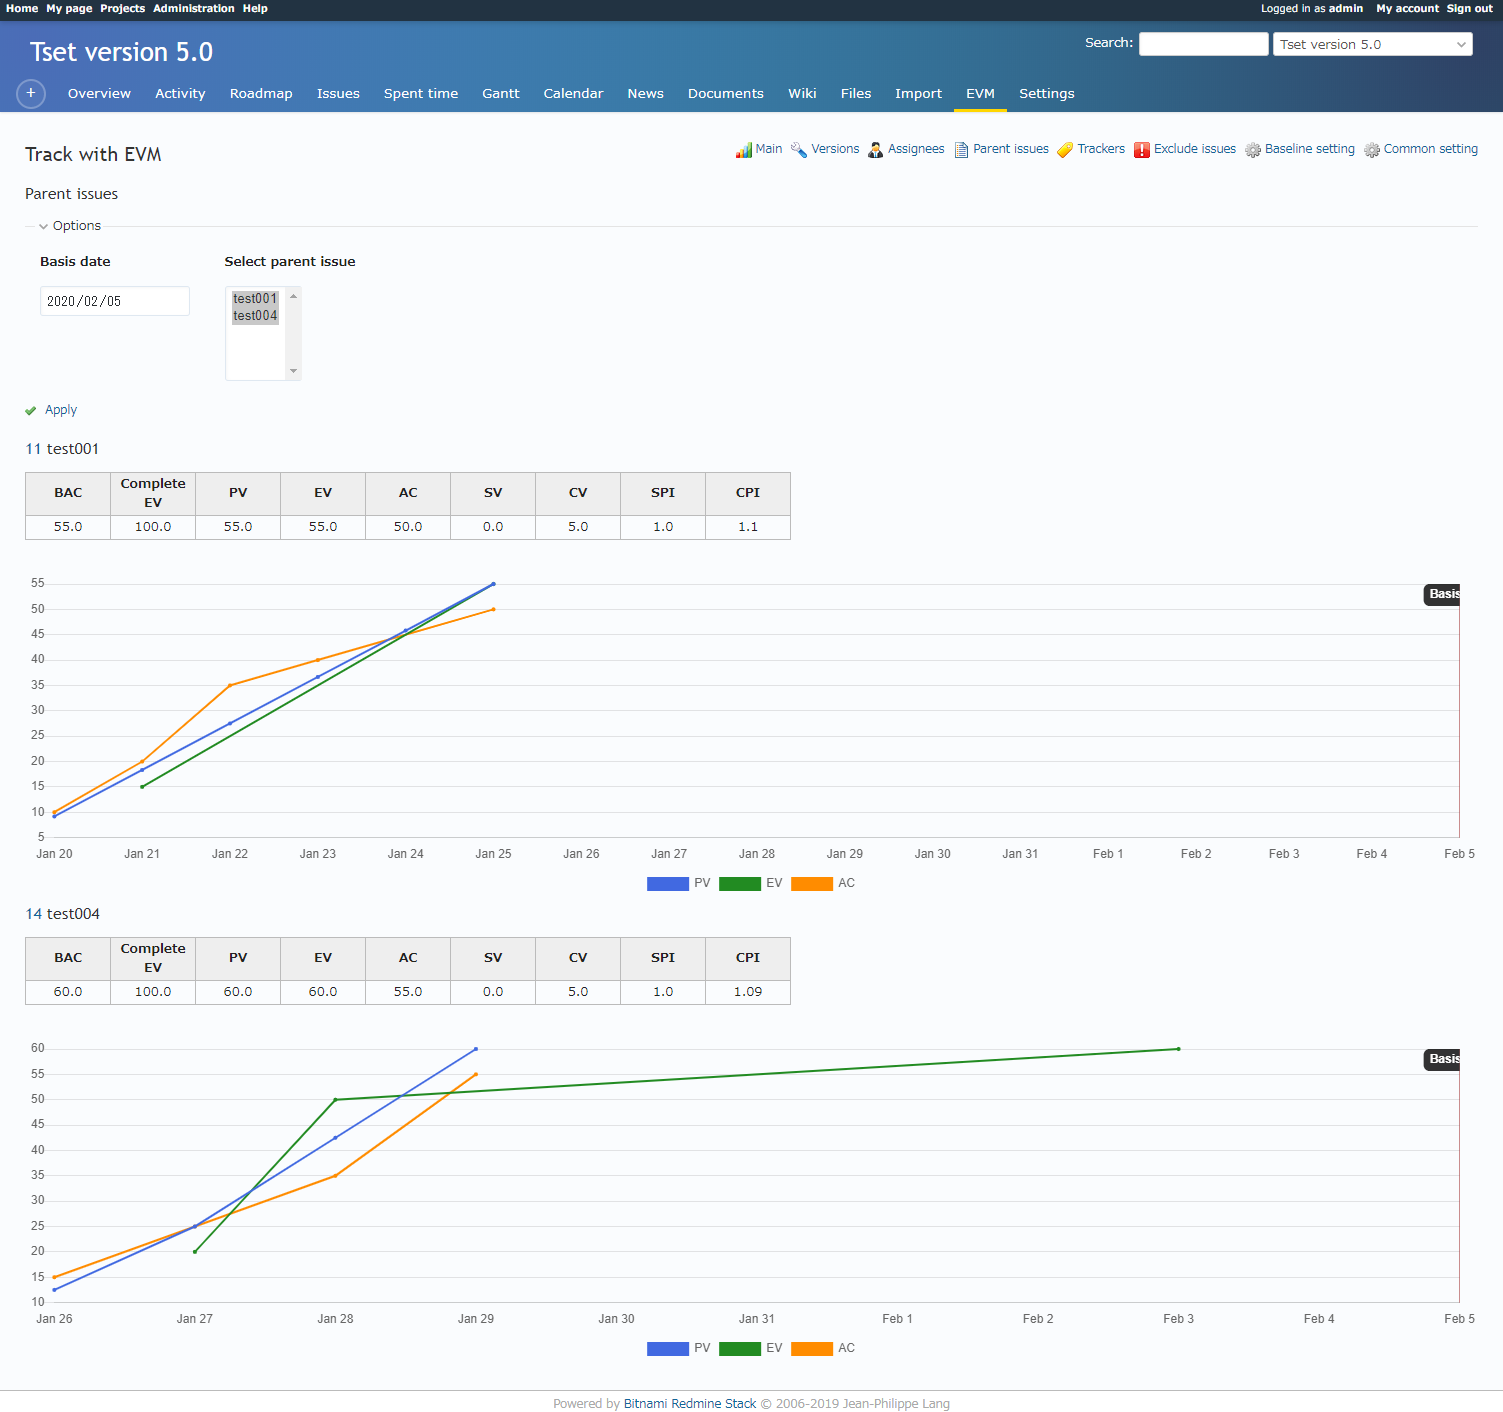 Home My page Projects Administration Help
Logged in as admin My account Sign out
Tset version 5.0
Search: Tset version 5.0
+ Overview Activity Roadmap Issues Spent time Gantt Calendar News Documents Wiki Files Import EVM Settings
Track with EVM
Main Versions Assignees Parent issues Trackers Exclude issues Baseline setting Common setting
Parent issues
Options
Basis date Select parent issue
2020/02/05
test001
test004
Apply
11 test001
BAC Complete EV PV EV AC SV CV SPI CPI
55.0 100.0 55.0 55.0 50.0 0.0 5.0 1.0 1.1
55
Basis
50
45
40
35
30
25
20
15
10
5
Jan 20 Jan 21 Jan 22 Jan 23 Jan 24 Jan 25 Jan 26 Jan 27 Jan 28 Jan 29 Jan 30 Jan 31 Feb 1 Feb 2 Feb 3 Feb 4 Feb 5
PV EV AC
14 test004
BAC Complete EV PV EV AC SV CV SPI CPI
60.0 100.0 60.0 60.0 55.0 0.0 5.0 1.0 1.09
60
Basis
55
50
45
40
35
30
25
20
15
10
Jan 26 Jan 27 Jan 28 Jan 29 Jan 30 Jan 31 Feb 1 Feb 2 Feb 3 Feb 4 Feb 5
PV EV AC
Powered by Bitnami Redmine Stack © 2006-2019 Jean-Philippe Lang